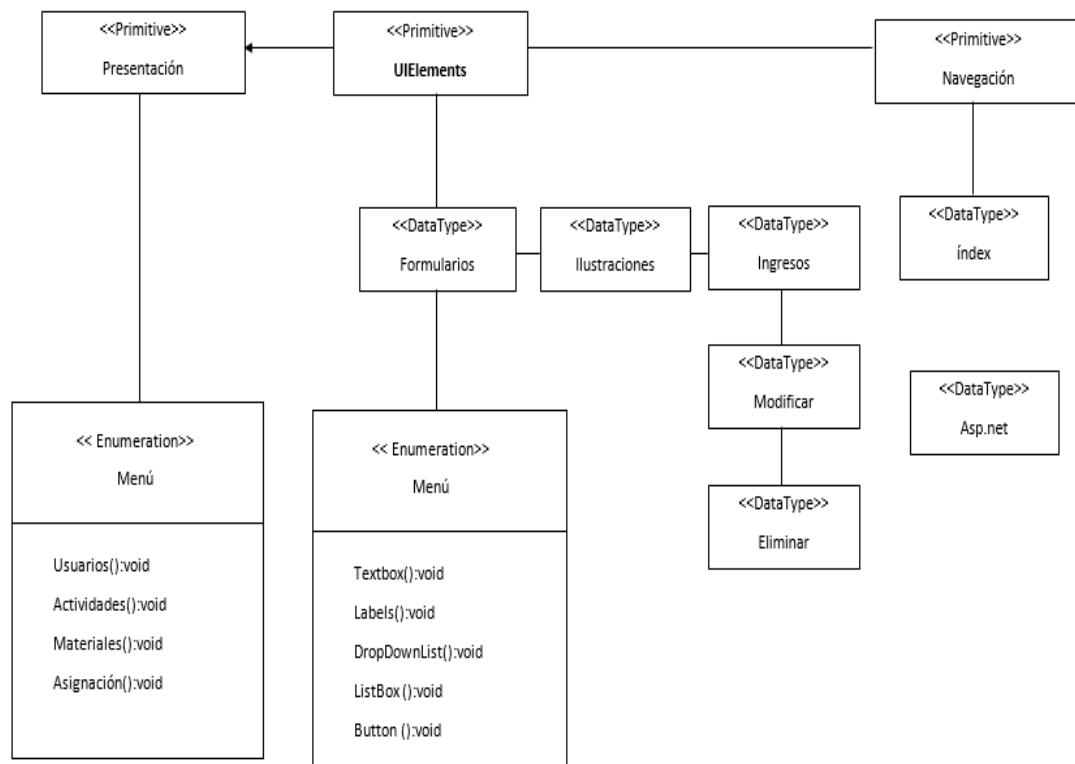 <<Primitive>>
Presentación
<<Primitive>>
UIElements
<<Primitive>>
Navegación
<<DataType>>
Formularios
<<DataType>>
Ilustraciones
<<DataType>>
Ingresos
<<DataType>>
índex
<<DataType>>
Modificar
<<DataType>>
Asp.net
<<DataType>>
Eliminar
<< Enumeration>>
Menú
Usuarios():void
Actividades():void
Materiales():void
Asignación():void
<< Enumeration>>
Menú
Textbox():void
Labels():void
DropDownList():void
ListBox ():void
Button ():void